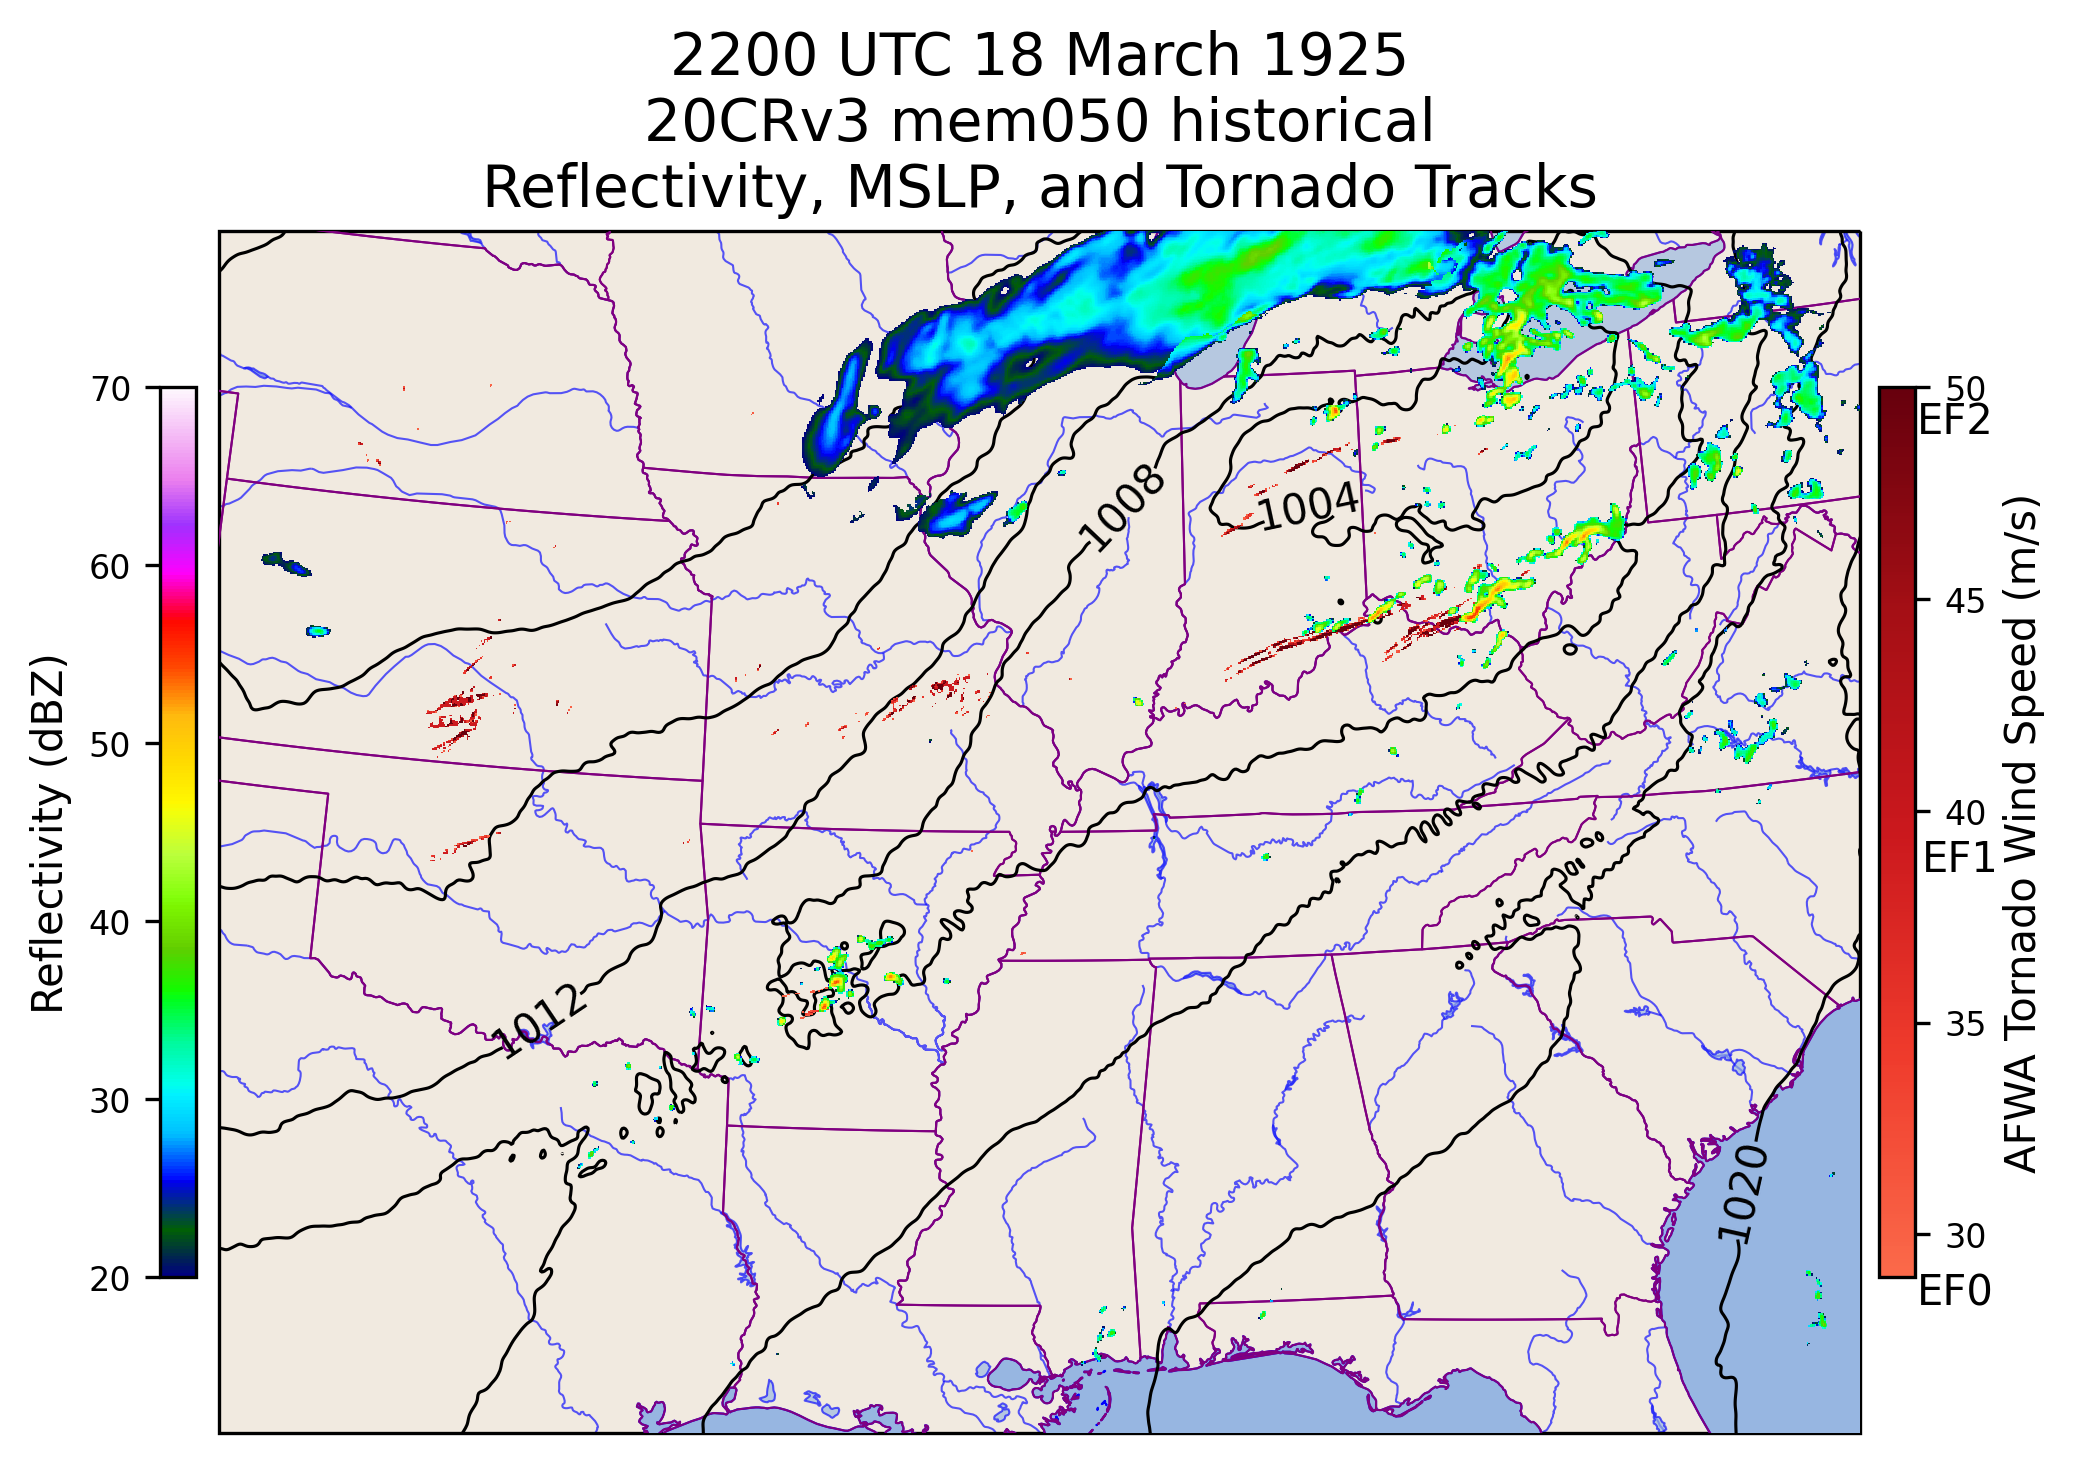 2200 UTC 18 March 1925
20CRv3 mem050 historical
Reflectivity, MSLP, and Tornado Tracks
Reflectivity (dBZ)
70
60
50
40
30
20
1008
1004
1012
1020
50
EF2
45
40
EF1
35
30
EF0
AFWA Tornado Wind Speed (m/s)